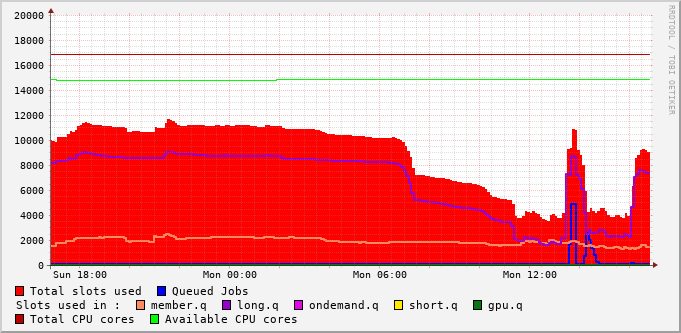 20000
18000
16000
14000
12000
10000
8000
6000
4000
2000
0
Sun 18:00 Mon 00:00 Mon 06:00 Mon 12:00
RRDTOOL / TOBI OETIKER
Total slots used Queued Jobs
Slots used in : member.q long.q ondemand.q short.q gpu.q
Total CPU cores Available CPU cores